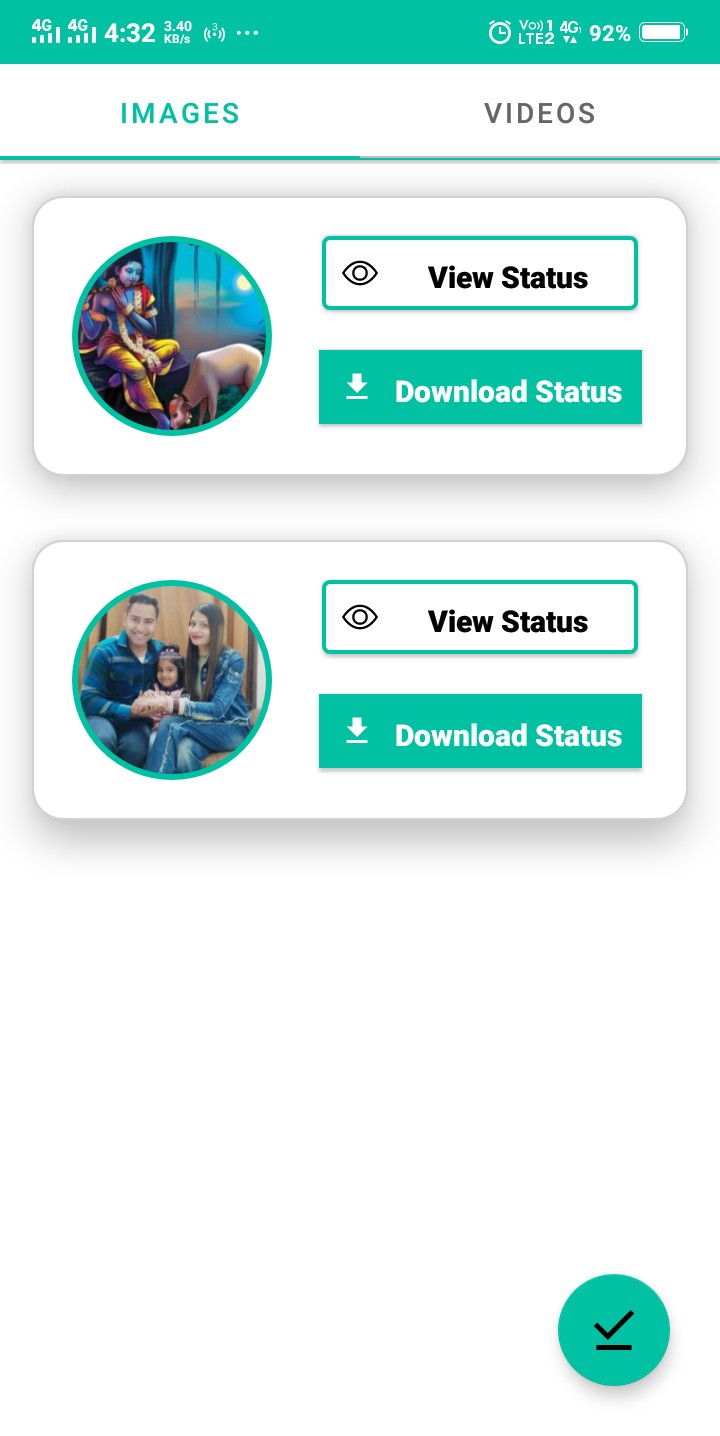 4G 4G 4:32 3.40 KB/s 3 ... Vo)) 1 LTE2 4G 92%
IMAGES VIDEOS
View Status
Download Status
View Status
Download Status